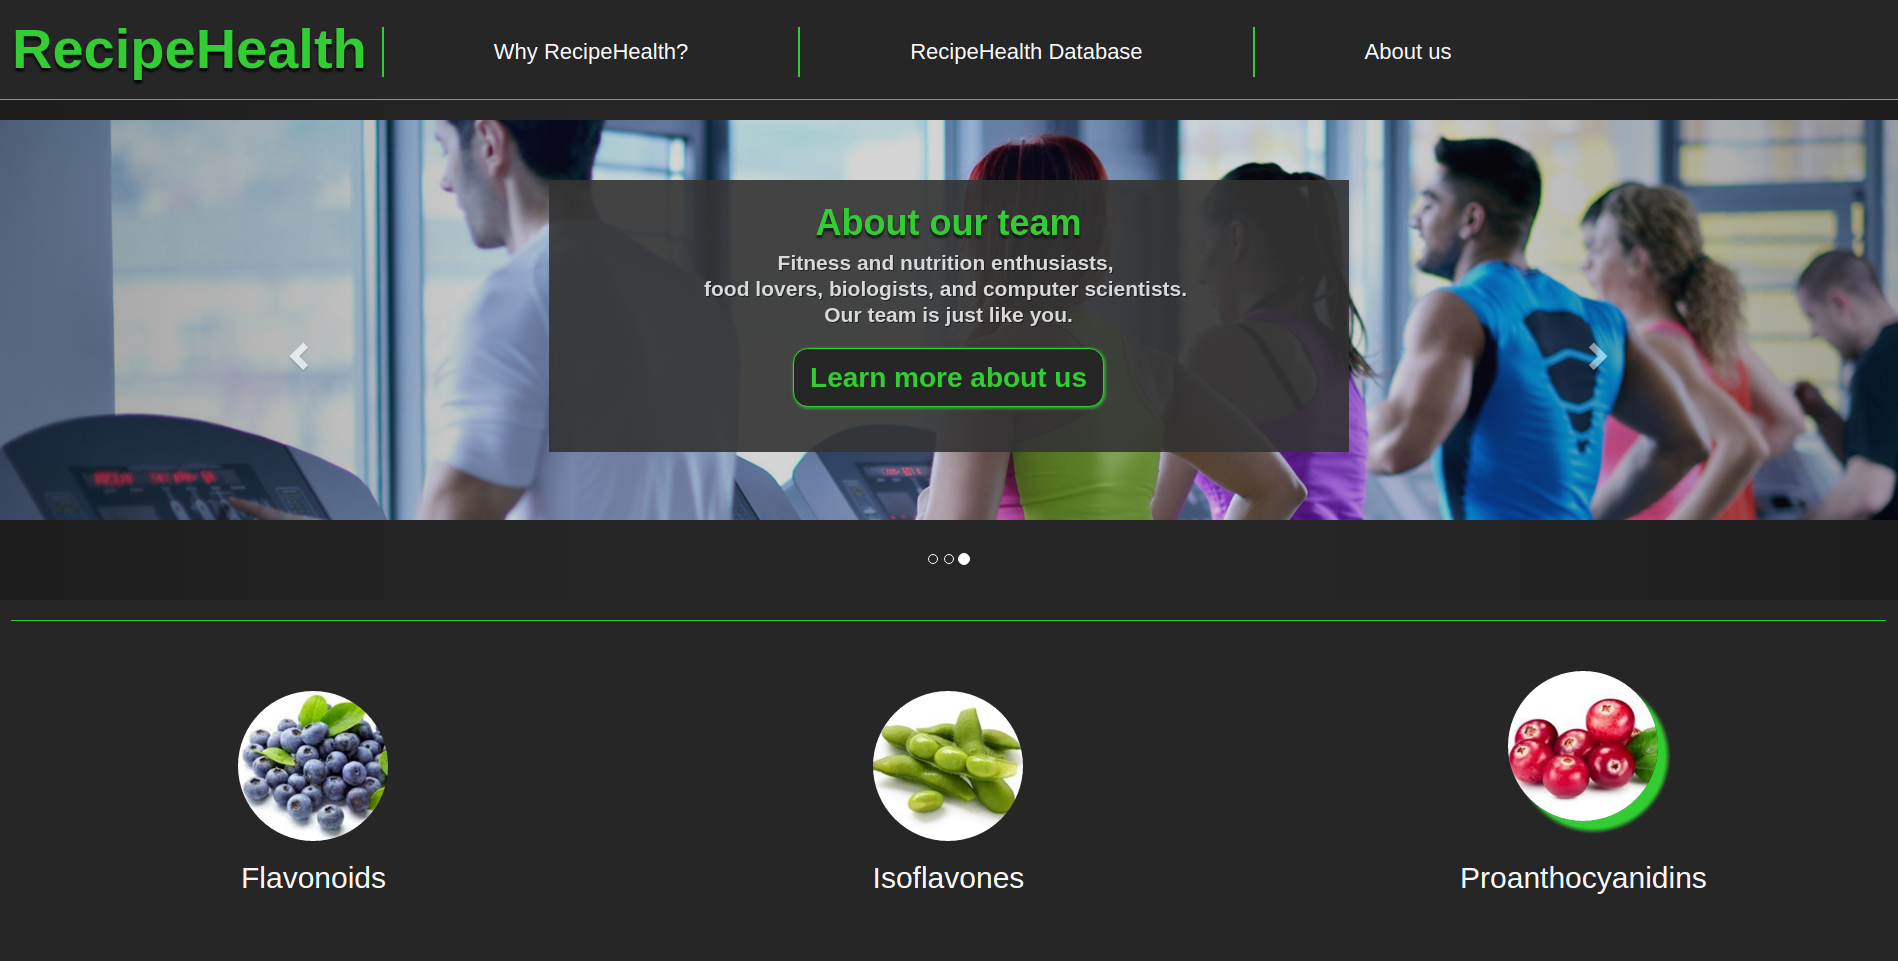 RecipeHealth
Why RecipeHealth?
RecipeHealth Database
About us
About our team
Fitness and nutrition enthusiasts,
food lovers, biologists, and computer scientists.
Our team is just like you.
Learn more about us
Flavonoids
Isoflavones
Proanthocyanidins